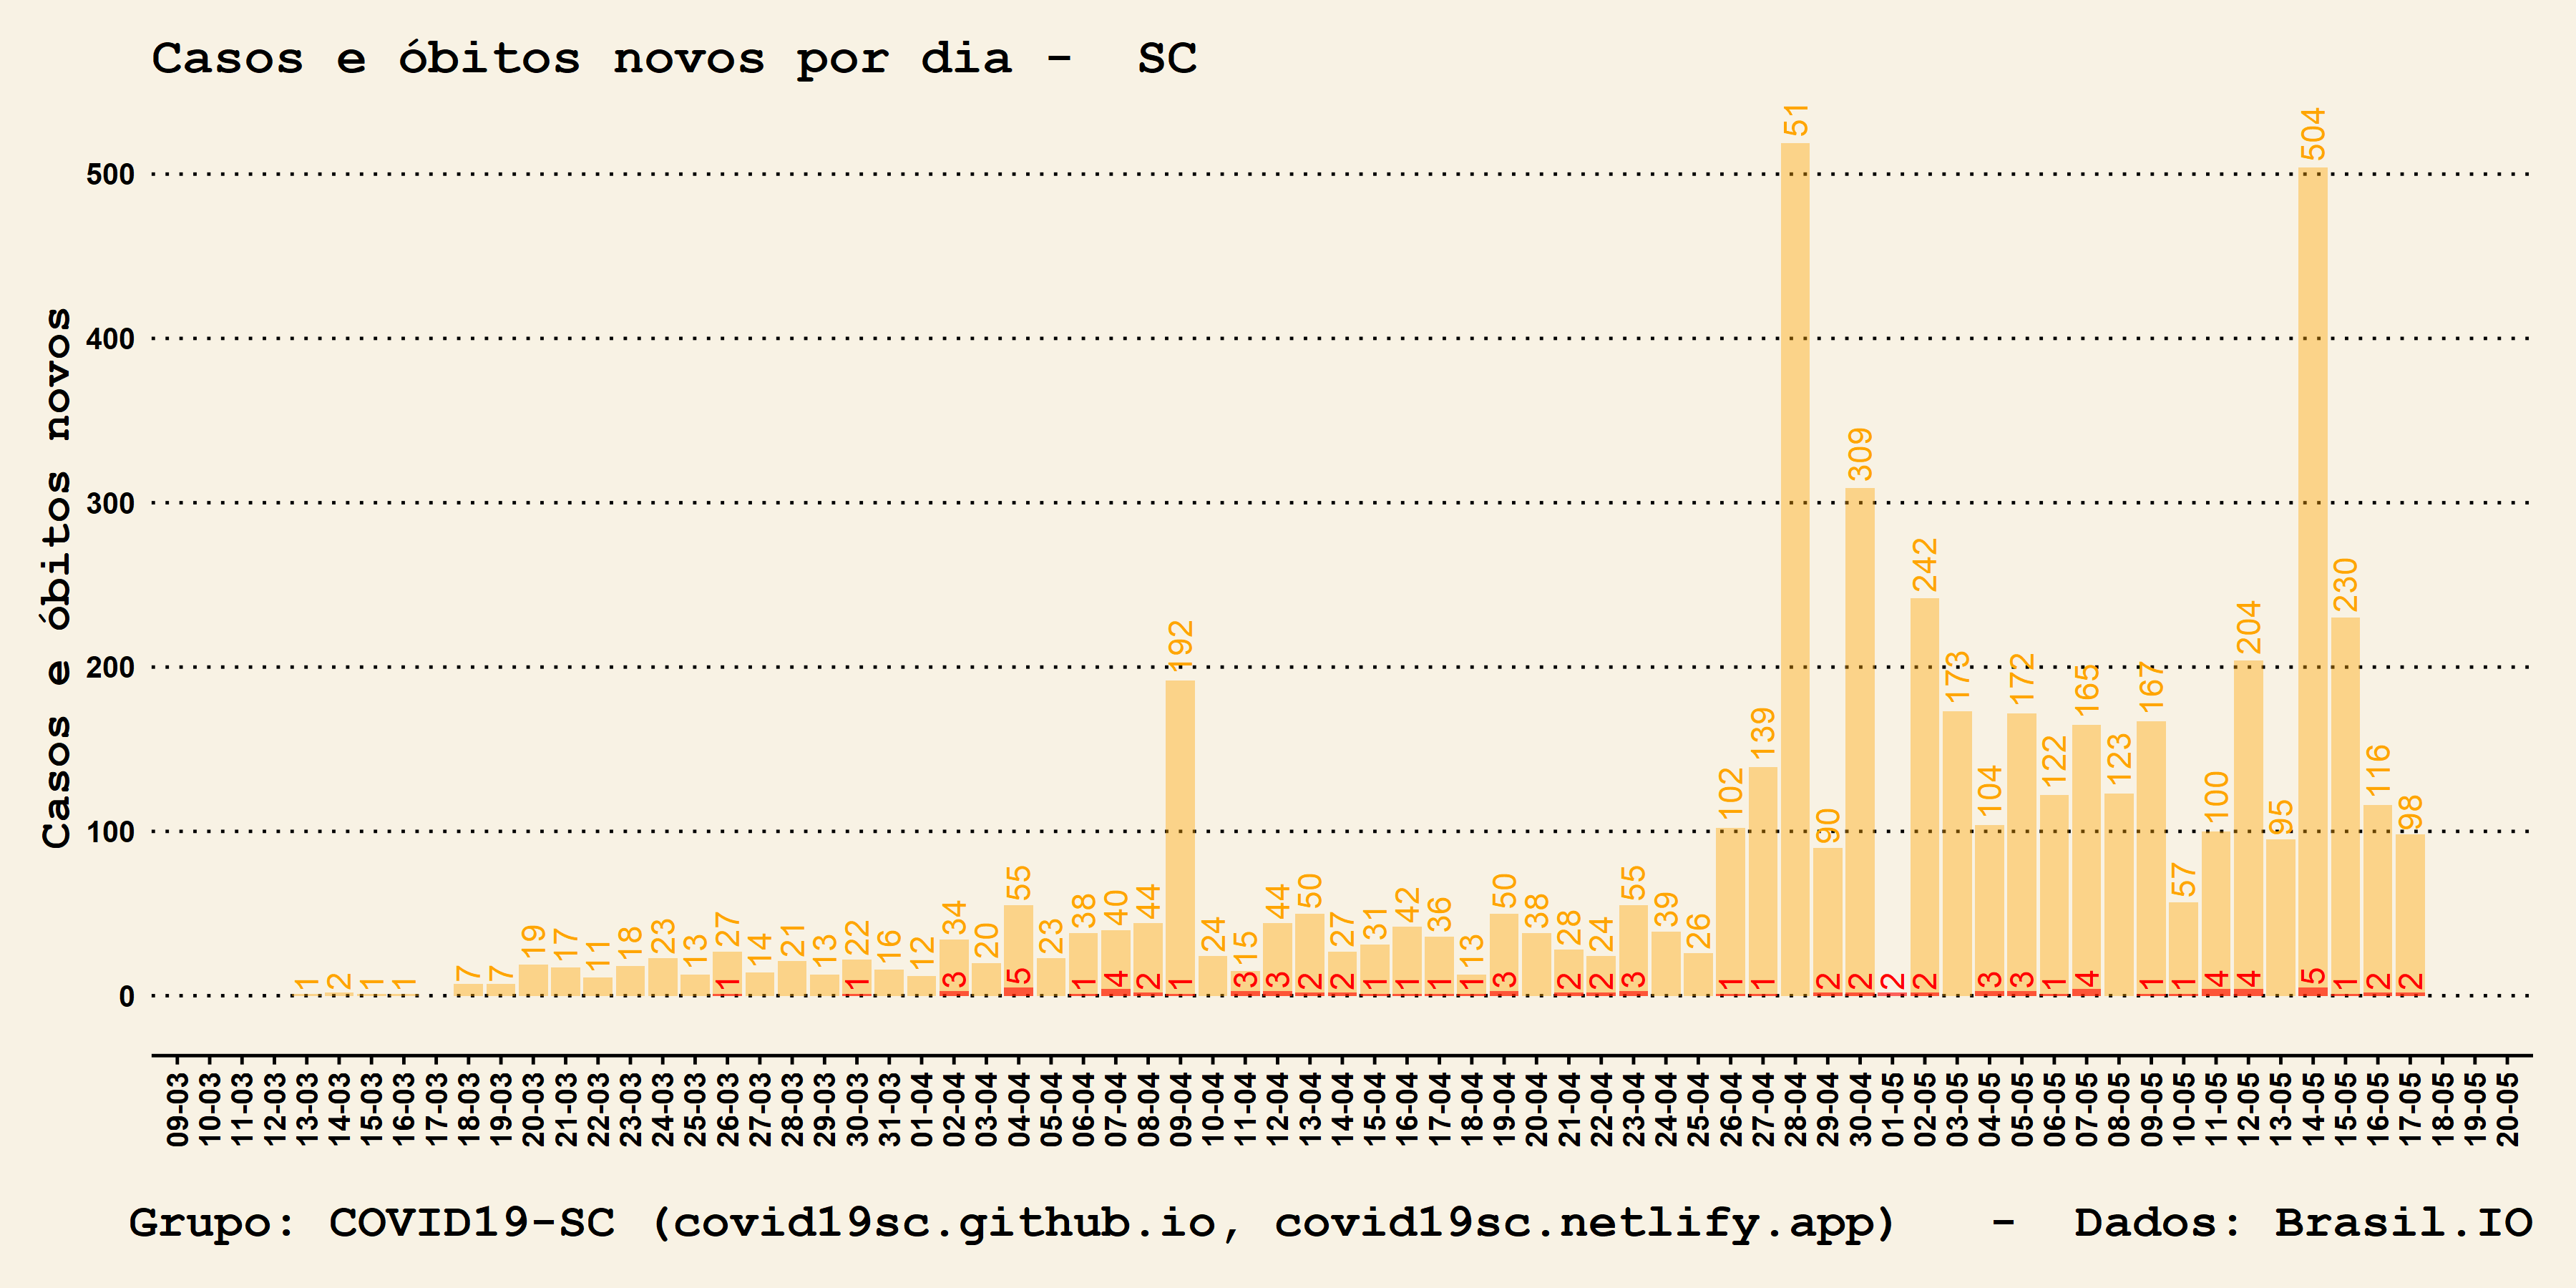 Casos e óbitos novos por dia -  SC
Casos e óbitos novos
500
400
300
200
100
0
1 2 1 1 7 7 19 17 11 18 23 13 27 14 21 13 22 16 12 34 20 55 23 38 40 44 192 24 15 44 50 27 31 42 36 13 50 38 28 24 55 39 26 102 139 51 90 309 242 173 104 172 122 165 123 167 57 100 204 95 504 230 116 98
1 1 3 5 1 4 2 1 3 3 2 2 1 1 1 1 3 2 2 3 1 1 2 2 2 2 3 3 1 4 1 1 4 4 5 1 2 2
09-03 10-03 11-03 12-03 13-03 14-03 15-03 16-03 17-03 18-03 19-03 20-03 21-03 22-03 23-03 24-03 25-03 26-03 27-03 28-03 29-03 30-03 31-03 01-04 02-04 03-04 04-04 05-04 06-04 07-04 08-04 09-04 10-04 11-04 12-04 13-04 14-04 15-04 16-04 17-04 18-04 19-04 20-04 21-04 22-04 23-04 24-04 25-04 26-04 27-04 28-04 29-04 30-04 01-05 02-05 03-05 04-05 05-05 06-05 07-05 08-05 09-05 10-05 11-05 12-05 13-05 14-05 15-05 16-05 17-05 18-05 19-05 20-05
Grupo: COVID19-SC (covid19sc.github.io, covid19sc.netlify.app)  -  Dados: Brasil.IO